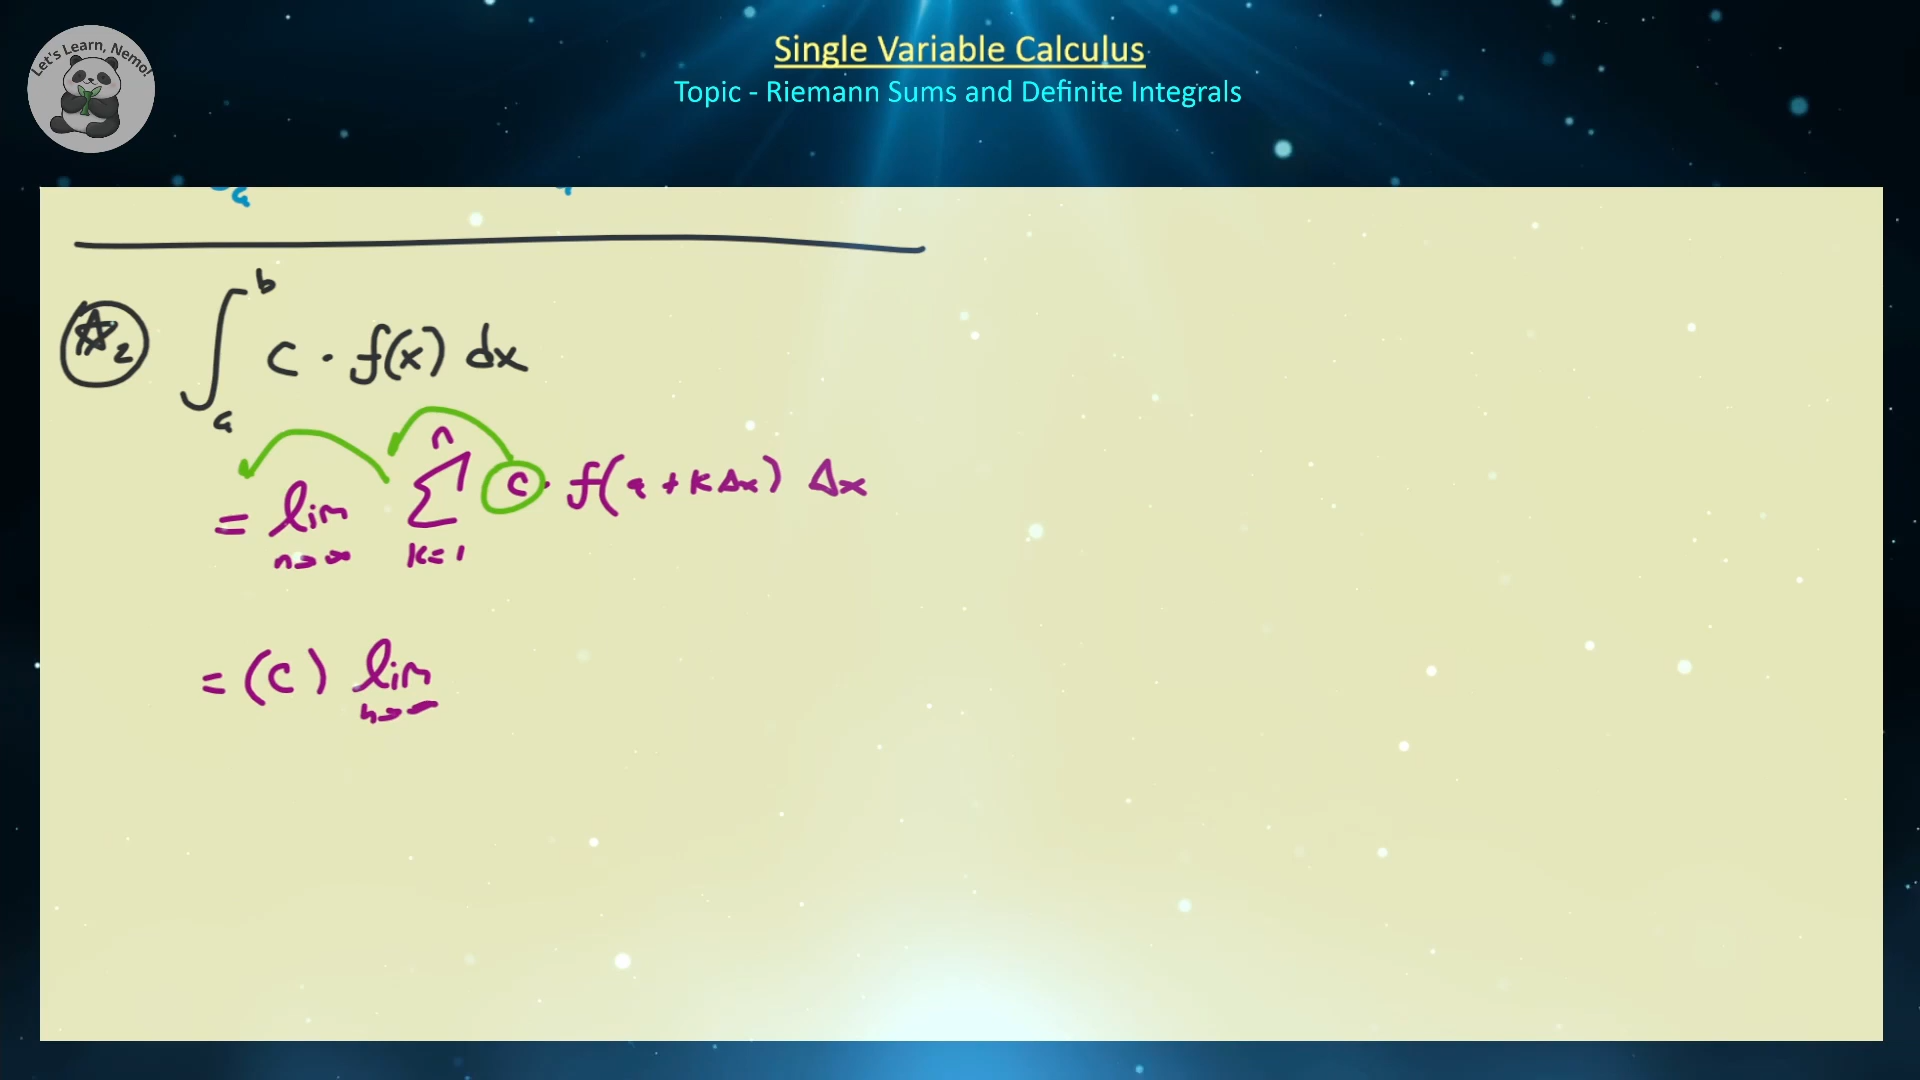 Let's Learn, Nemo!
Single Variable Calculus
Topic - Riemann Sums and Definite Integrals
☆₂ ∫_a^b c · f(x) dx
= lim_{n→∞} ∑_{k=1}^n c · f(a + kΔx) Δx
= (c) lim_{n→∞}